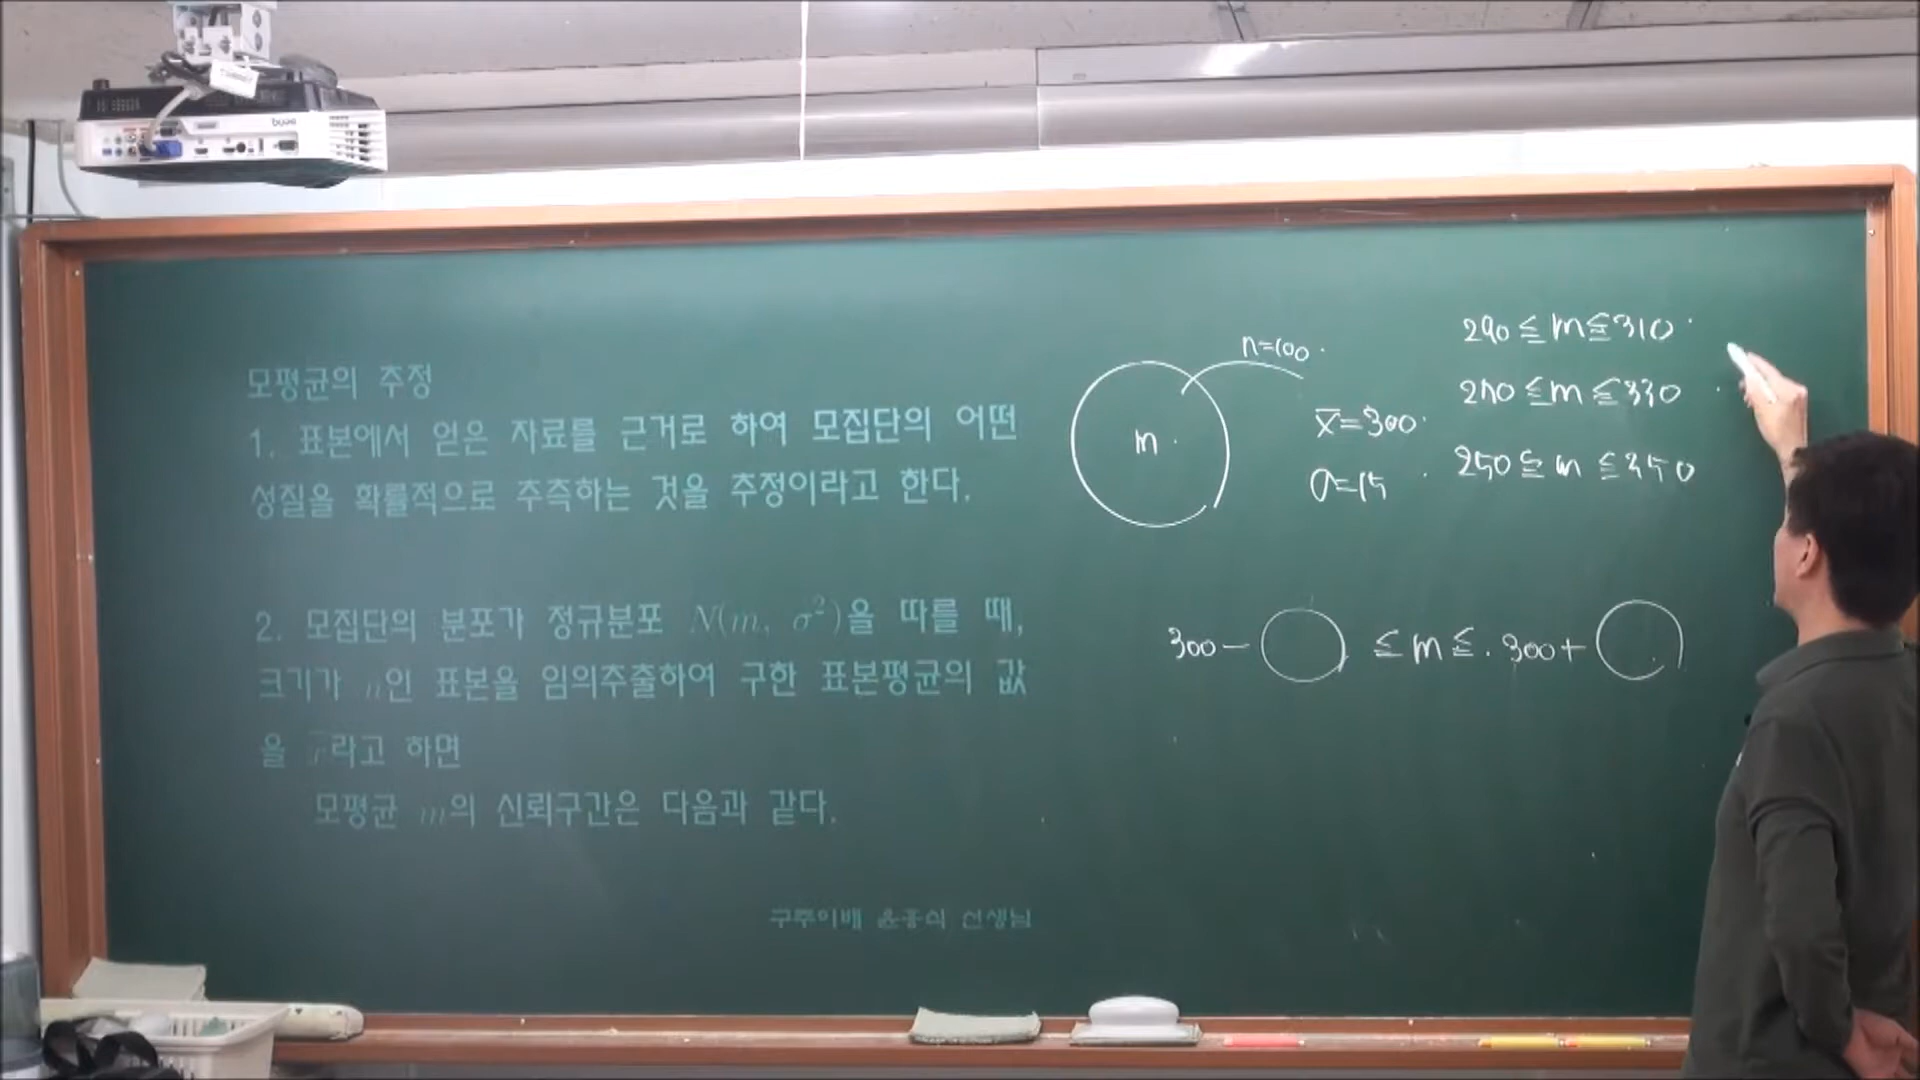 모평균의 추정
1. 표본에서 얻은 자료를 근거로 하여 모집단의 어떤
성질을 확률적으로 추측하는 것을 추정이라고 한다.
2. 모집단의 분포가 정규분포 N(m, σ²)을 따를 때,
크기가 n인 표본을 임의추출하여 구한 표본평균의 값
을 x̅라고 하면
모평균 m의 신뢰구간은 다음과 같다.
선생님
n=100
m
x̅=300
σ=15
290 ≦ m ≦ 310
≦ m ≦ 330
250 ≦ m ≦ 350
300 - ≦ m ≦ 300 +
BenQ